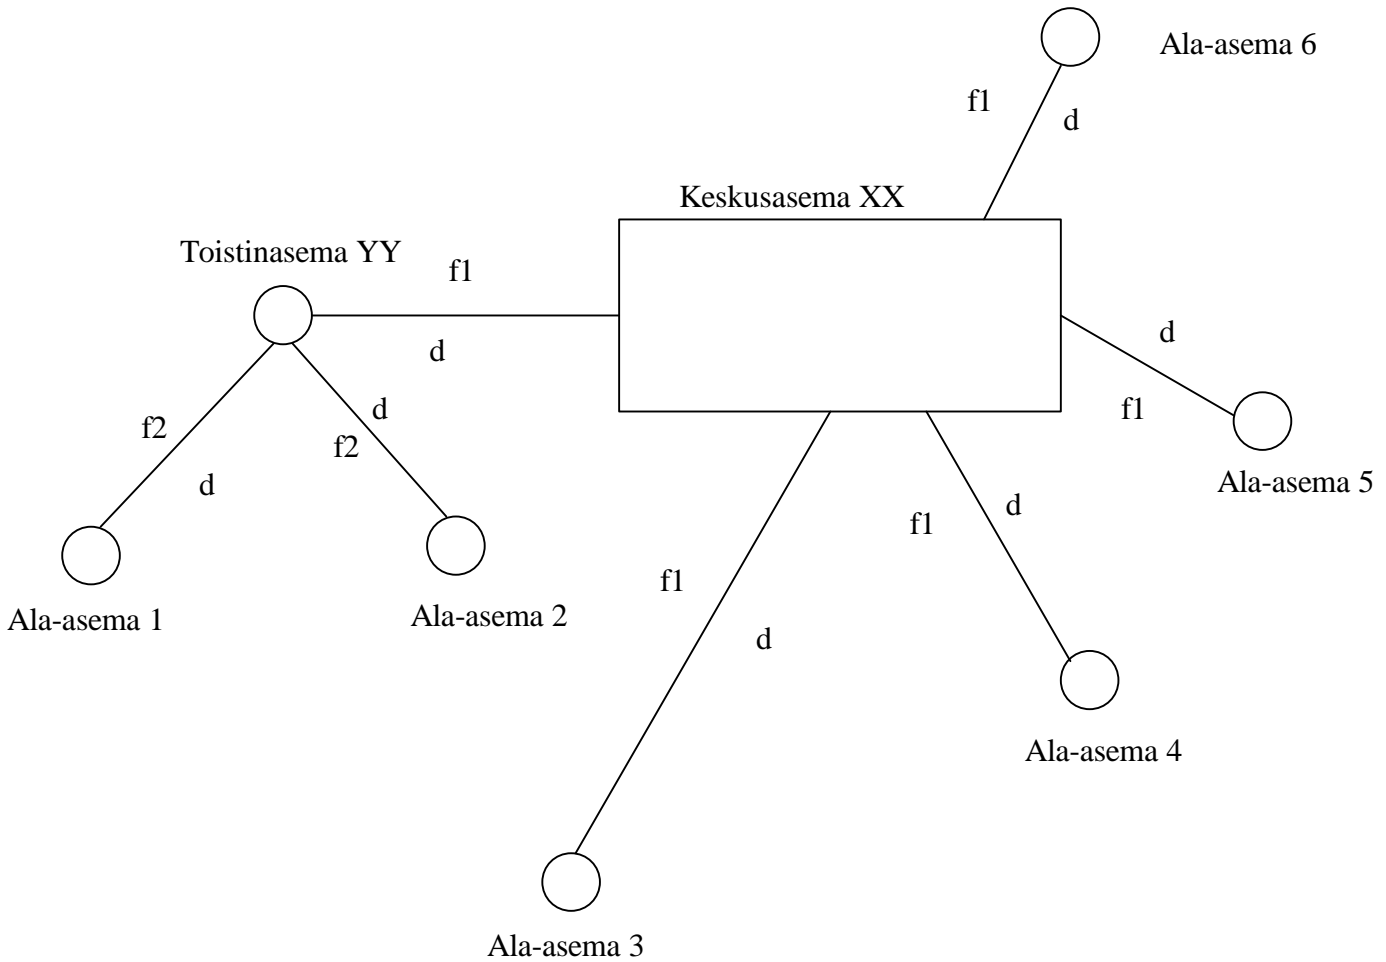 Ala-asema 6
f1
d
Keskusasema XX
Toistinasema YY
f1
d
d
f1
d
f2
f2
d
Ala-asema 5
d
f1
f1
d
Ala-asema 1
Ala-asema 2
Ala-asema 4
Ala-asema 3